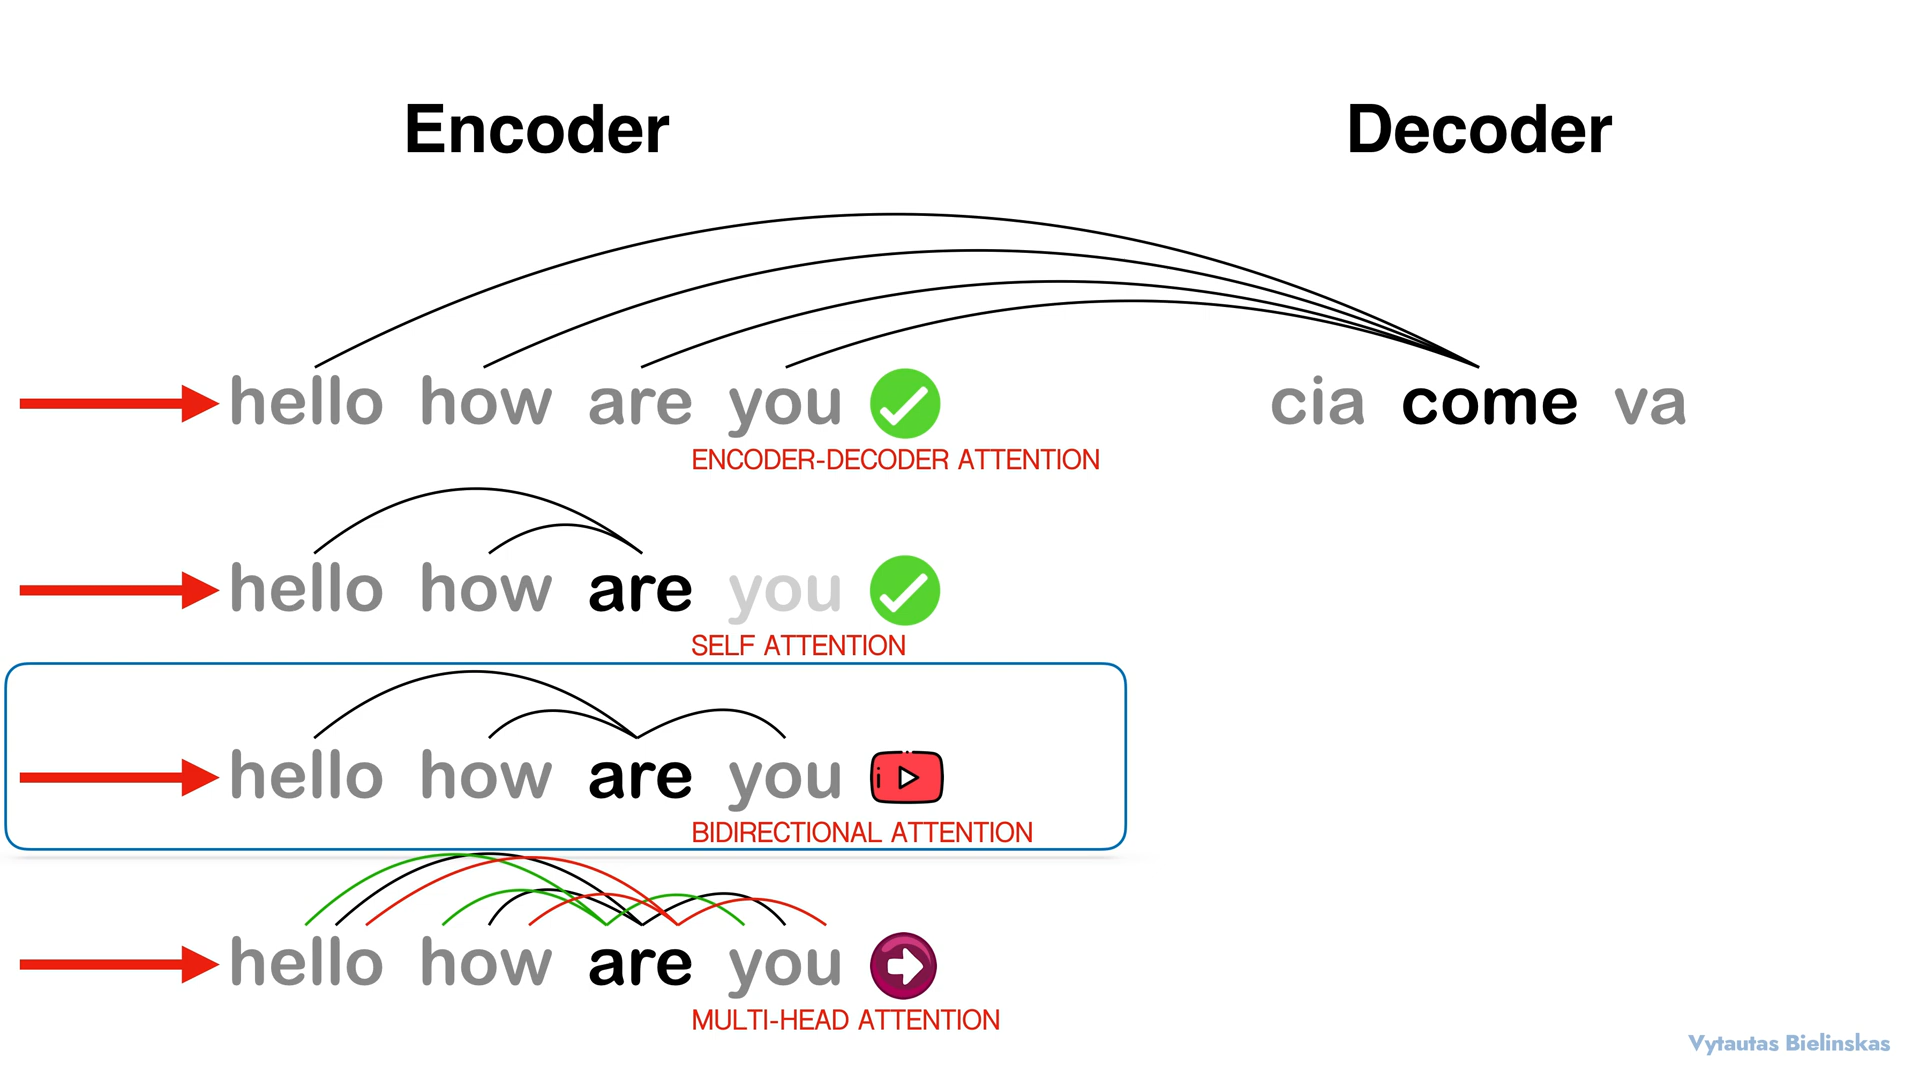 Encoder
Decoder
hello how are you
cia come va
ENCODER-DECODER ATTENTION
hello how are you
SELF ATTENTION
hello how are you
BIDIRECTIONAL ATTENTION
hello how are you
MULTI-HEAD ATTENTION
Vytautas Bielinskas